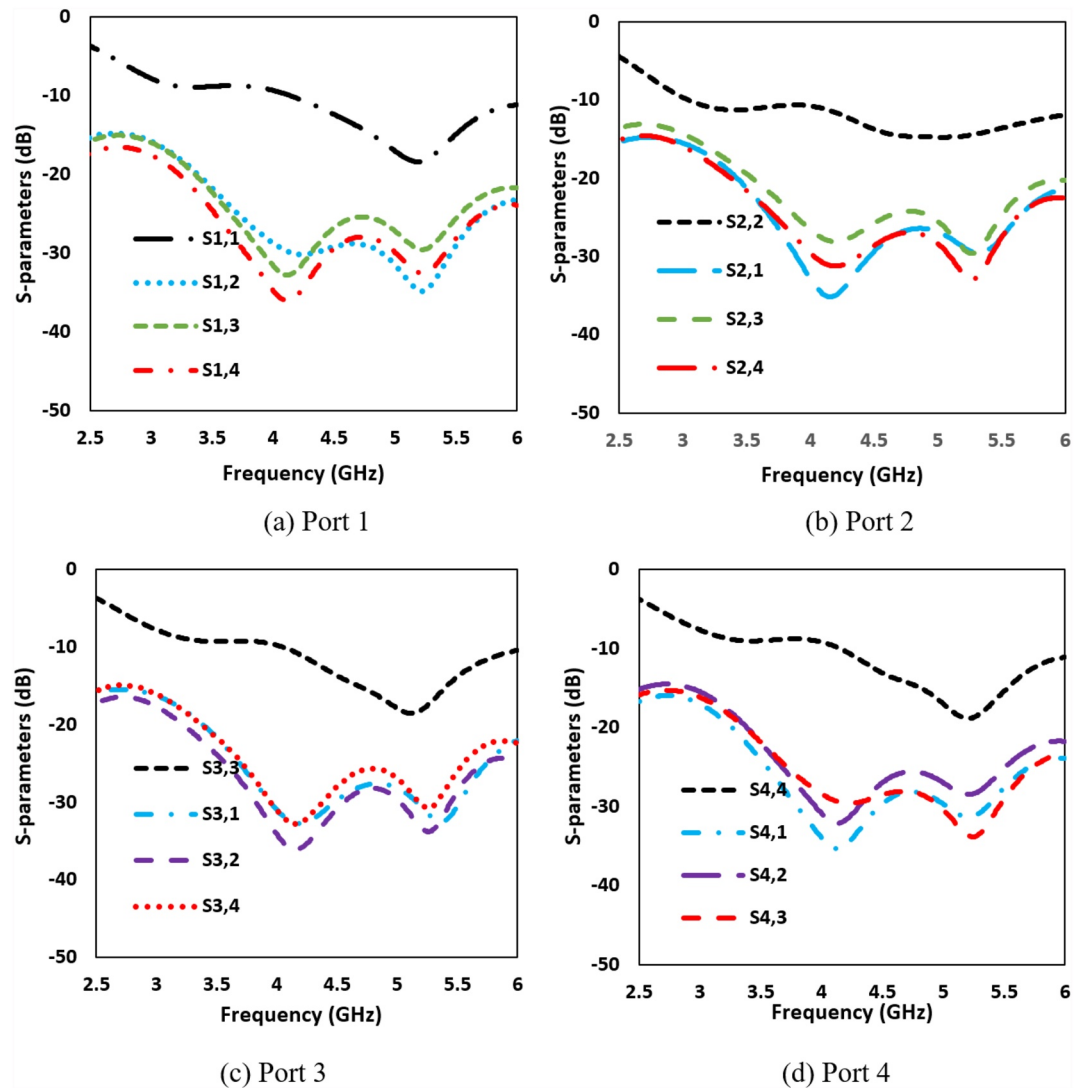 0
-10
-20
-30
-40
-50
S-parameters (dB)
S1,1
S1,2
S1,3
S1,4
2.5 3 3.5 4 4.5 5 5.5 6
Frequency (GHz)
(a) Port 1
0
-10
-20
-30
-40
-50
S-parameters (dB)
S2,2
S2,1
S2,3
S2,4
2.5 3 3.5 4 4.5 5 5.5 6
Frequency (GHz)
(b) Port 2
0
-10
-20
-30
-40
-50
S-parameters (dB)
S3,3
S3,1
S3,2
S3,4
2.5 3 3.5 4 4.5 5 5.5 6
Frequency (GHz)
(c) Port 3
0
-10
-20
-30
-40
-50
S-parameters (dB)
S4,4
S4,1
S4,2
S4,3
2.5 3 3.5 4 4.5 5 5.5 6
Frequency (GHz)
(d) Port 4